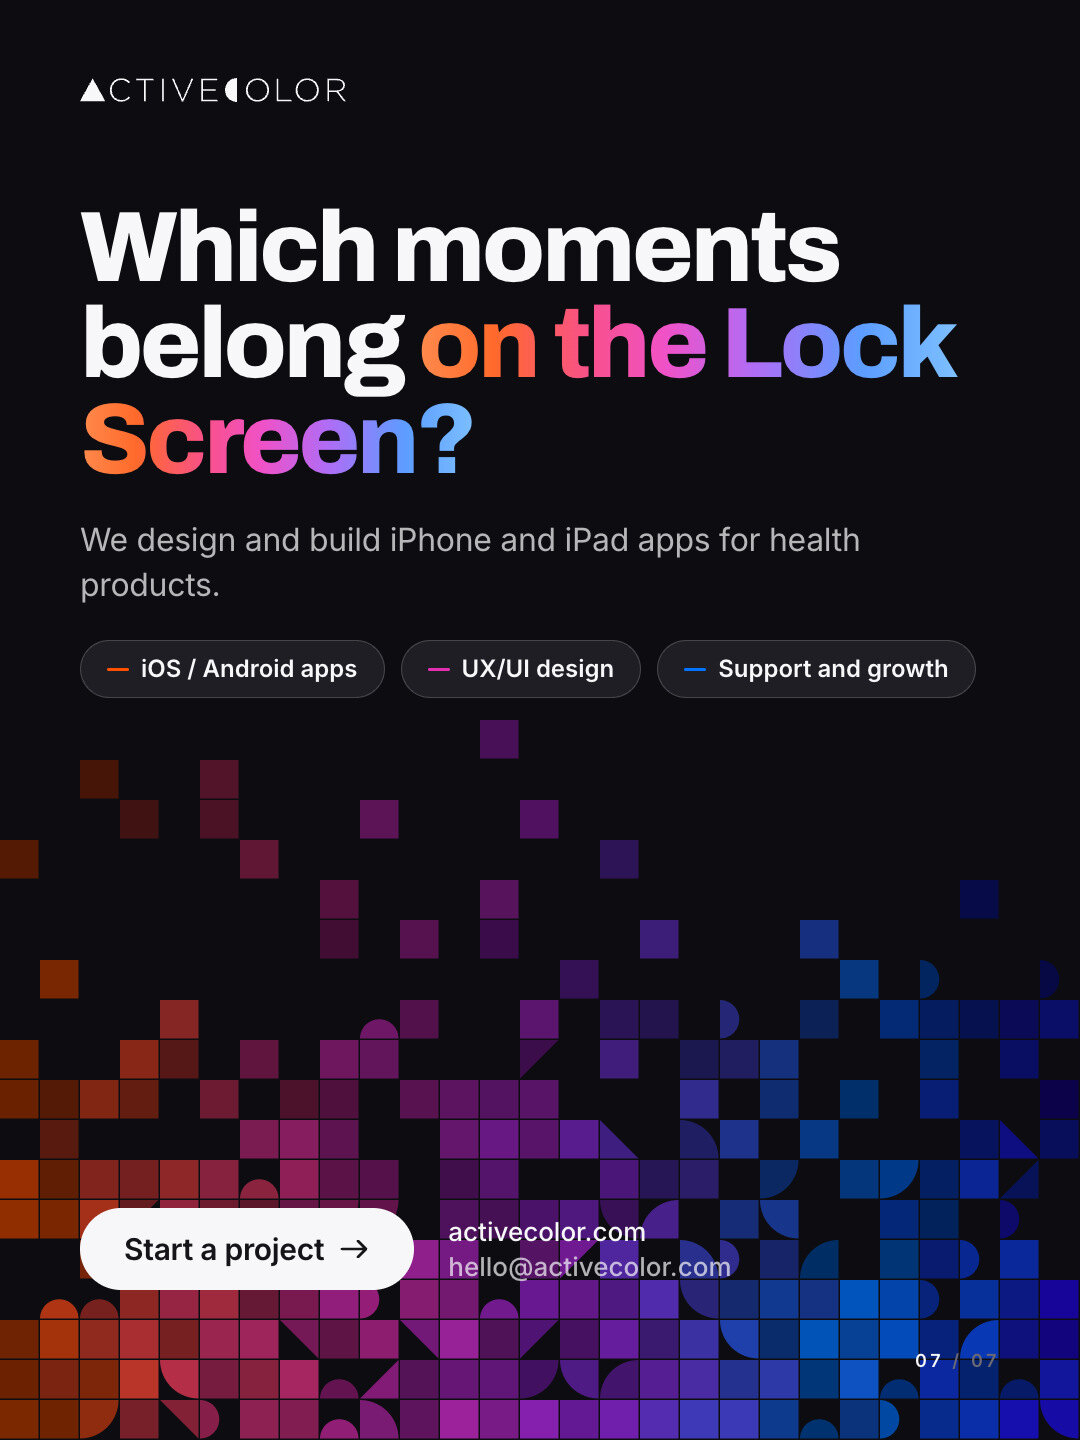 ACTIVECOLOR
Which moments
belong on the Lock
Screen?
We design and build iPhone and iPad apps for health
products.
iOS / Android apps
UX/UI design
Support and growth
Start a project →
activecolor.com
hello@activecolor.com
07 / 07